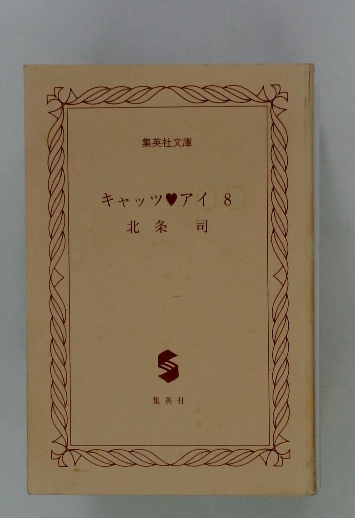 集英社文庫
キャッツ♥アイ 8
北条 司
集英社